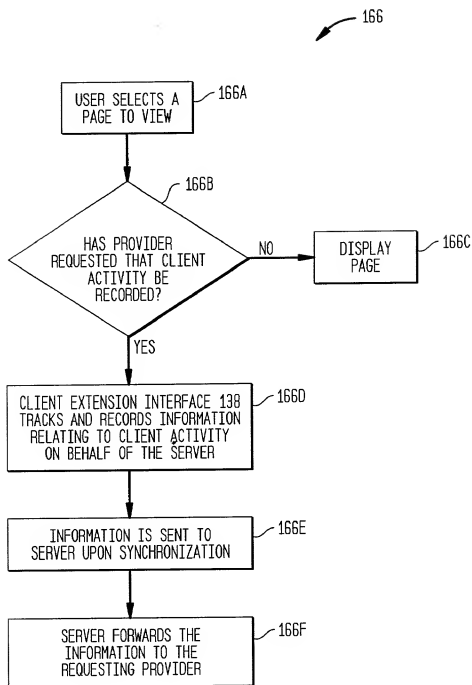 166
USER SELECTS A
PAGE TO VIEW
166A
166B
HAS PROVIDER
REQUESTED THAT CLIENT
ACTIVITY BE
RECORDED?
NO
DISPLAY
PAGE
166C
YES
CLIENT EXTENSION INTERFACE 138
TRACKS AND RECORDS INFORMATION
RELATING TO CLIENT ACTIVITY
ON BEHALF OF THE SERVER
166D
INFORMATION IS SENT TO
SERVER UPON SYNCHRONIZATION
166E
SERVER FORWARDS THE
INFORMATION TO THE
REQUESTING PROVIDER
166F